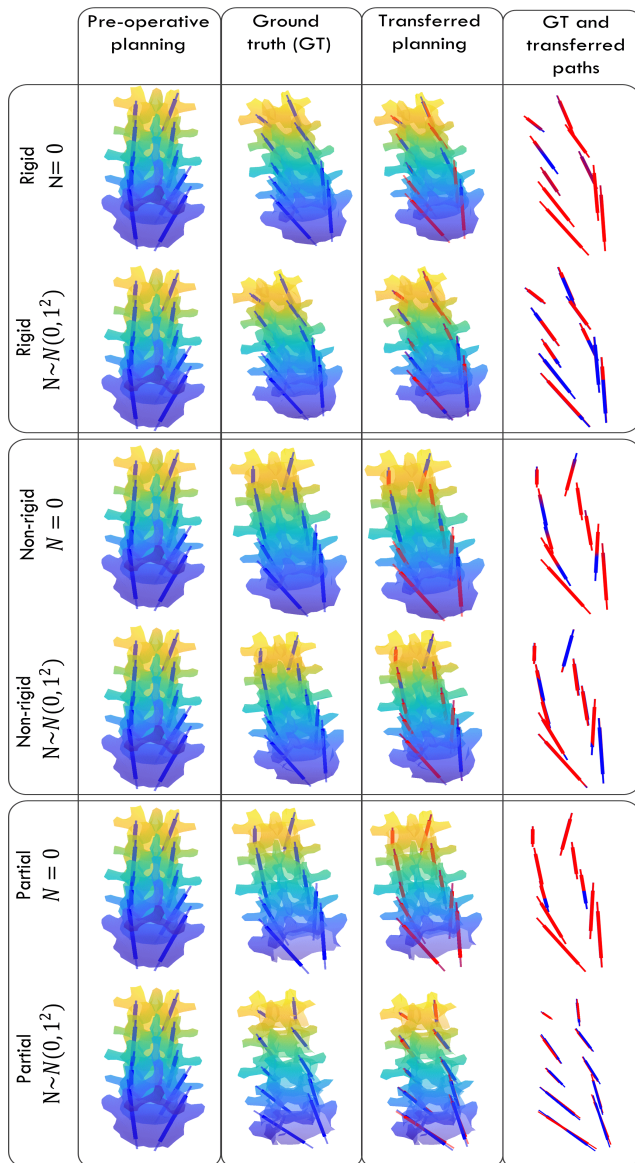 Pre-operative
planning
Ground
truth (GT)
Transferred
planning
GT and
transferred
paths
Rigid
N= 0
Rigid
N~N(0,1²)
Non-rigid
N = 0
Non-rigid
N~N(0,1²)
Partial
N = 0
Partial
N~N(0,1²)